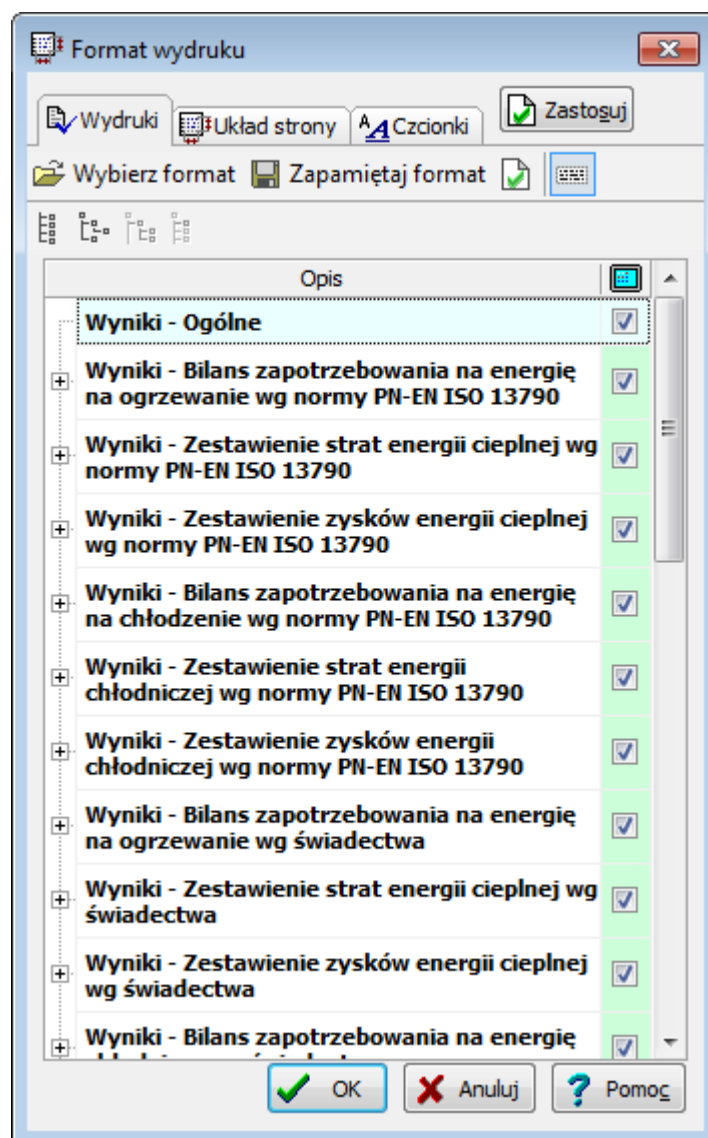 Format wydruku
Wydruki
Układ strony
Czcionki
Zastosuj
Wybierz format
Zapamiętaj format
Opis
Wyniki - Ogólne
Wyniki - Bilans zapotrzebowania na energię
na ogrzewanie wg normy PN-EN ISO 13790
Wyniki - Zestawienie strat energii cieplnej wg
normy PN-EN ISO 13790
Wyniki - Zestawienie zysków energii cieplnej
wg normy PN-EN ISO 13790
Wyniki - Bilans zapotrzebowania na energię
na chłodzenie wg normy PN-EN ISO 13790
Wyniki - Zestawienie strat energii
chłodniczej wg normy PN-EN ISO 13790
Wyniki - Zestawienie zysków energii
chłodniczej wg normy PN-EN ISO 13790
Wyniki - Bilans zapotrzebowania na energię
na ogrzewanie wg świadectwa
Wyniki - Zestawienie strat energii cieplnej wg
świadectwa
Wyniki - Zestawienie zysków energii cieplnej
wg świadectwa
Wyniki - Bilans zapotrzebowania na energię
OK
Anuluj
Pomoc